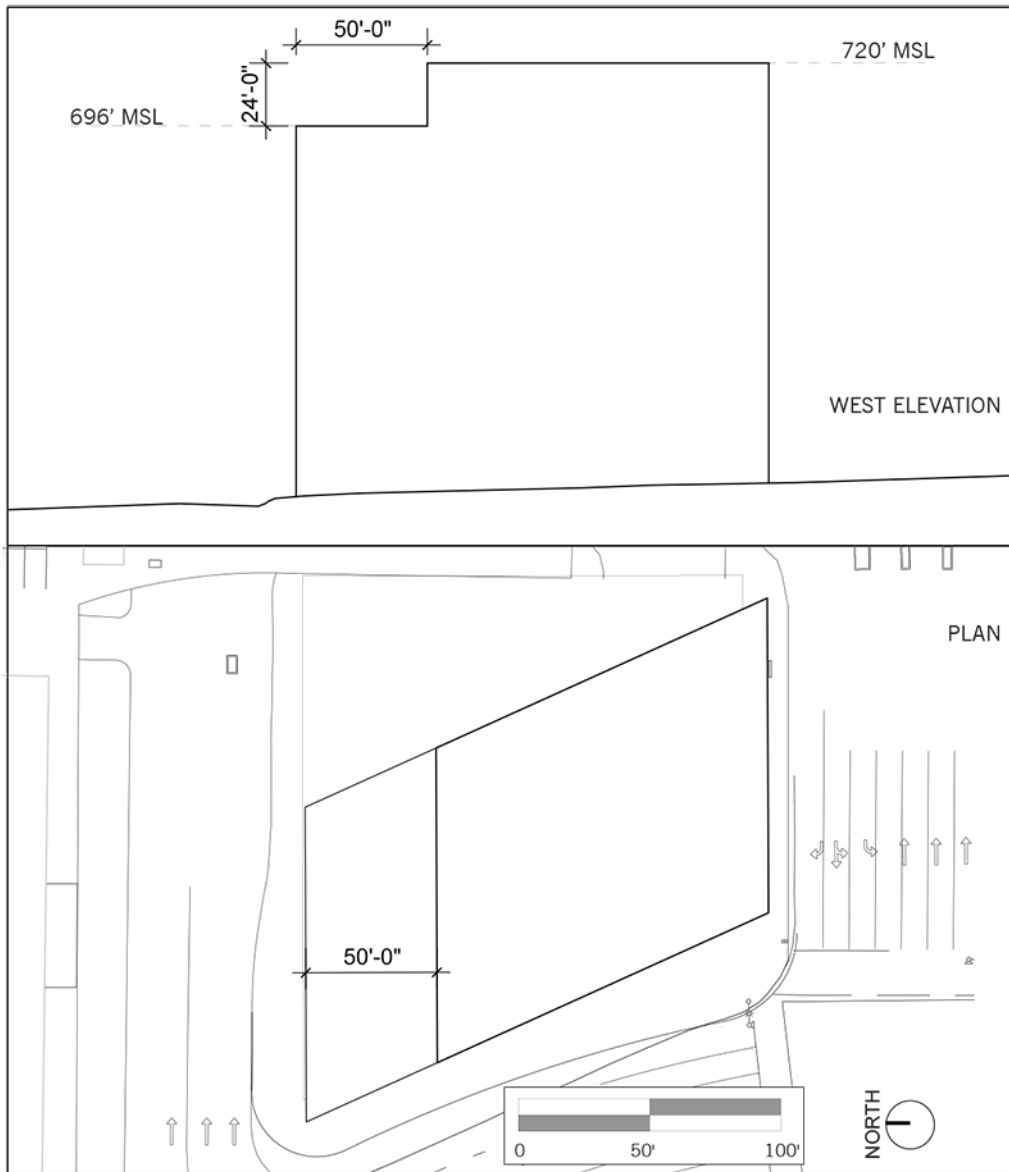 50'-0"
720' MSL
24'-0"
696' MSL
WEST ELEVATION
PLAN
50'-0"
NORTH
0 50' 100'